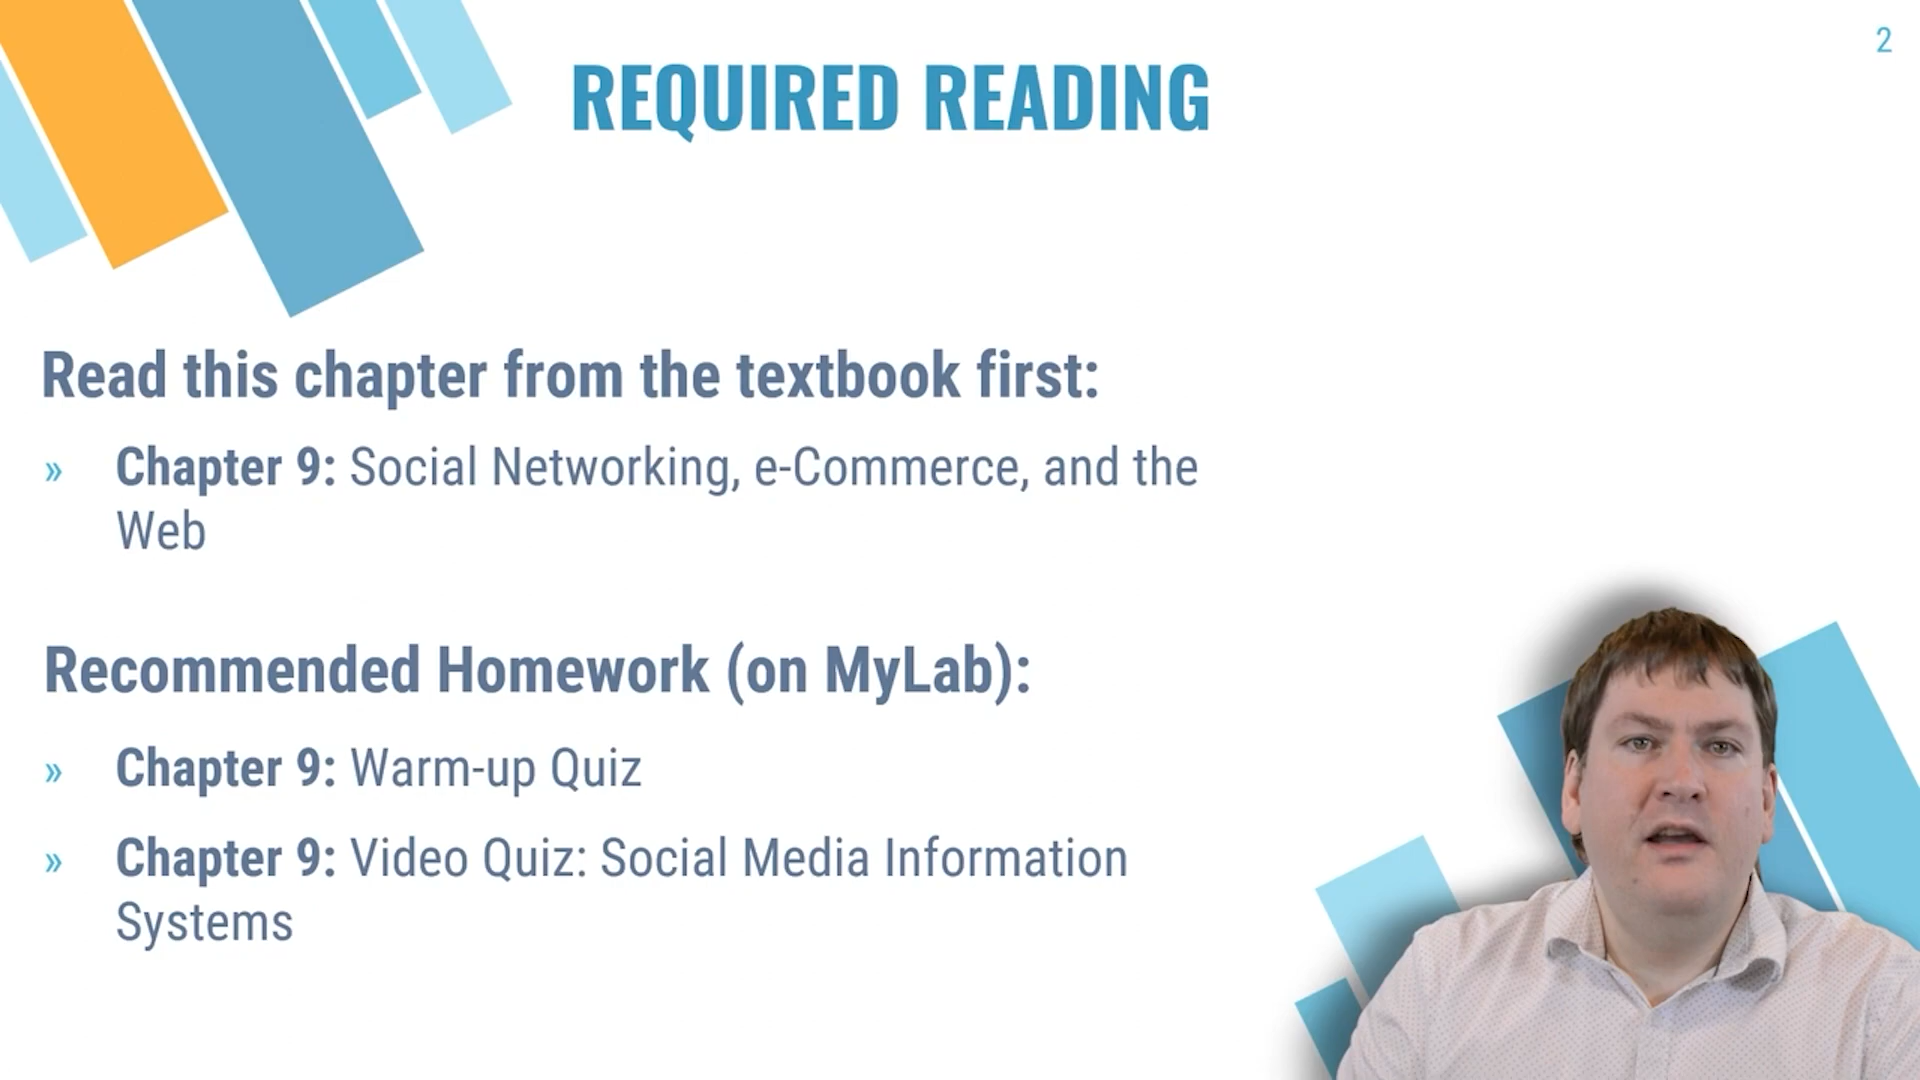 2
REQUIRED READING
Read this chapter from the textbook first:
» Chapter 9: Social Networking, e-Commerce, and the
Web
Recommended Homework (on MyLab):
» Chapter 9: Warm-up Quiz
» Chapter 9: Video Quiz: Social Media Information
Systems